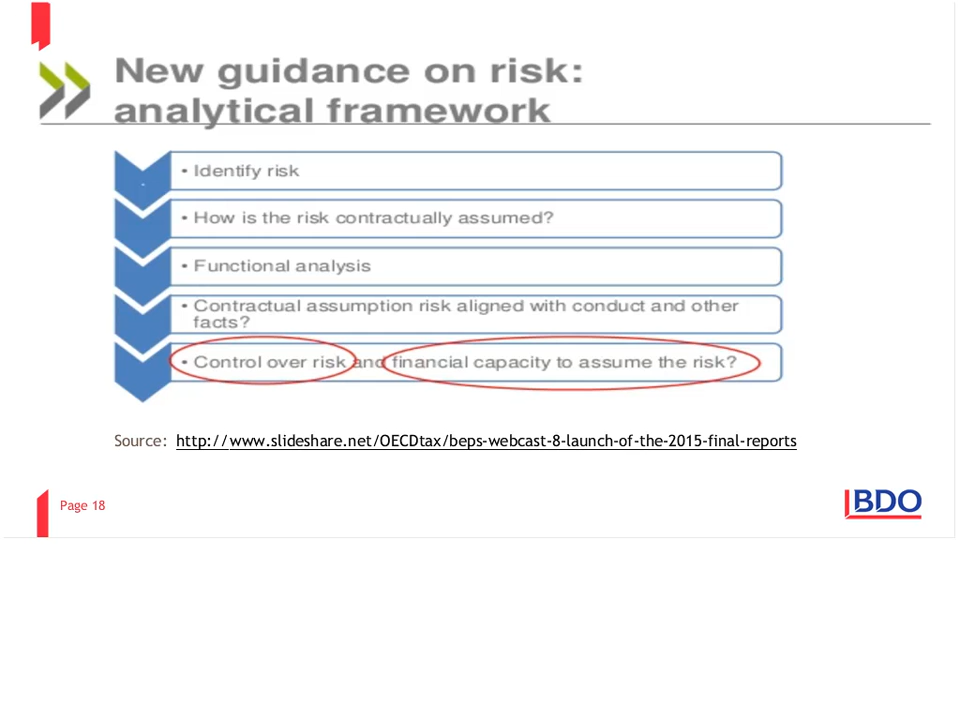 New guidance on risk:
analytical framework
• Identify risk
• How is the risk contractually assumed?
• Functional analysis
• Contractual assumption risk aligned with conduct and other
facts?
• Control over risk and financial capacity to assume the risk?
Source: http://www.slideshare.net/OECDtax/beps-webcast-8-launch-of-the-2015-final-reports
Page 18
BDO